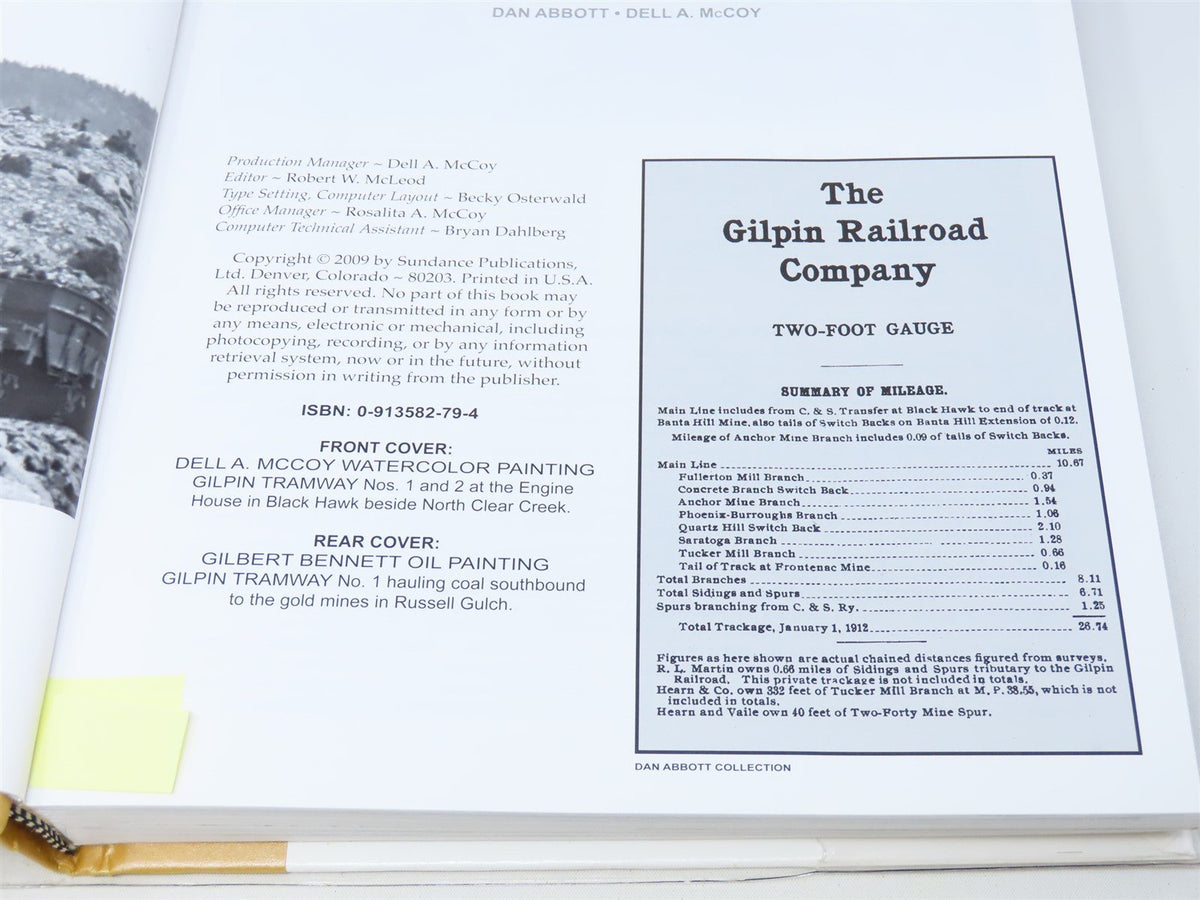 DAN ABBOTT • DELL A. McCOY
Production Manager ~ Dell A. McCoy
Editor ~ Robert W. McLeod
Type Setting, Computer Layout ~ Becky Osterwald
Office Manager ~ Rosalita A. McCoy
Computer Technical Assistant ~ Bryan Dahlberg
Copyright © 2009 by Sundance Publications,
Ltd. Denver, Colorado ~ 80203. Printed in U.S.A.
All rights reserved. No part of this book may
be reproduced or transmitted in any form or by
any means, electronic or mechanical, including
photocopying, recording, or by any information
retrieval system, now or in the future, without
permission in writing from the publisher.
ISBN: 0-913582-79-4
FRONT COVER:
DELL A. MCCOY WATERCOLOR PAINTING
GILPIN TRAMWAY Nos. 1 and 2 at the Engine
House in Black Hawk beside North Clear Creek.
REAR COVER:
GILBERT BENNETT OIL PAINTING
GILPIN TRAMWAY No. 1 hauling coal southbound
to the gold mines in Russell Gulch.
The
Gilpin Railroad
Company
TWO-FOOT GAUGE
SUMMARY OF MILEAGE.
Main Line includes from C. & S. Transfer at Black Hawk to end of track at
Banta Hill Mine, also tails of Switch Backs on Banta Hill Extension of 0.12.
Mileage of Anchor Mine Branch includes 0.09 of tails of Switch Backs.
MILES
Main Line 10.67
Fullerton Mill Branch 0.37
Concrete Branch Switch Back 0.94
Anchor Mine Branch 1.54
Phoenix-Burroughs Branch 1.06
Quartz Hill Switch Back 2.10
Saratoga Branch 1.28
Tucker Mill Branch 0.66
Tail of Track at Frontenac Mine 0.16
Total Branches 8.11
Total Sidings and Spurs 6.71
Spurs branching from C. & S. Ry. 1.25
Total Trackage, January 1, 1912 26.74
Figures as here shown are actual chained distances figured from surveys.
R. L. Martin owns 0.66 miles of Sidings and Spurs tributary to the Gilpin
Railroad. This private trackage is not included in totals.
Hearn & Co. own 332 feet of Tucker Mill Branch at M. P. 38.55, which is not
included in totals.
Hearn and Vaile own 40 feet of Two-Forty Mine Spur.
DAN ABBOTT COLLECTION